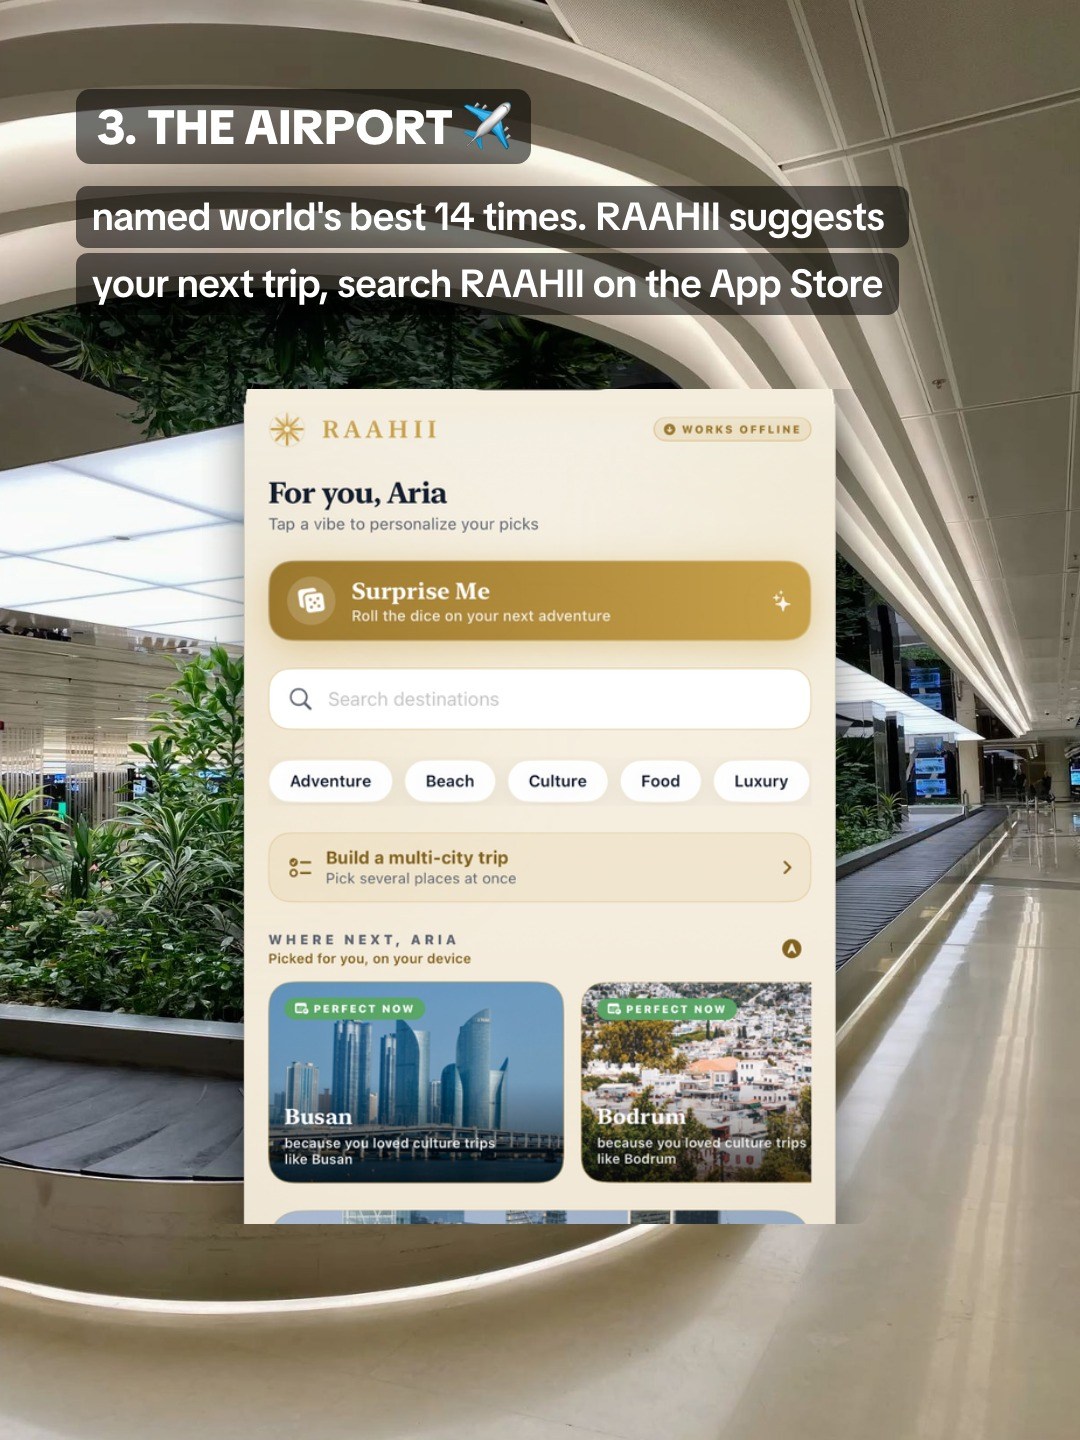 3. THE AIRPORT ✈️
named world's best 14 times. RAAHII suggests
your next trip, search RAAHII on the App Store
RAAHII
WORKS OFFLINE
For you, Aria
Tap a vibe to personalize your picks
Surprise Me
Roll the dice on your next adventure
Search destinations
Adventure Beach Culture Food Luxury
Build a multi-city trip
Pick several places at once
WHERE NEXT, ARIA
Picked for you, on your device
PERFECT NOW
Busan
because you loved culture trips
like Busan
PERFECT NOW
Bodrum
because you loved culture trips
like Bodrum